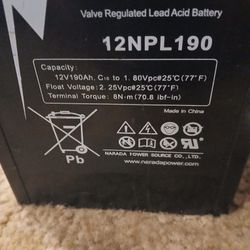 Valve Regulated Lead Acid Battery
12NPL190
Capacity:
12V190Ah. C₁₀ to 1.80Vpc@25℃(77°F)
Float Voltage: 2.25Vpc@25℃(77°F)
Terminal Torque: 8N-m(70.8 lbf-in)
Made in China
Pb
NARADA POWER SOURCE CO., LTD.
www.naradapower.com